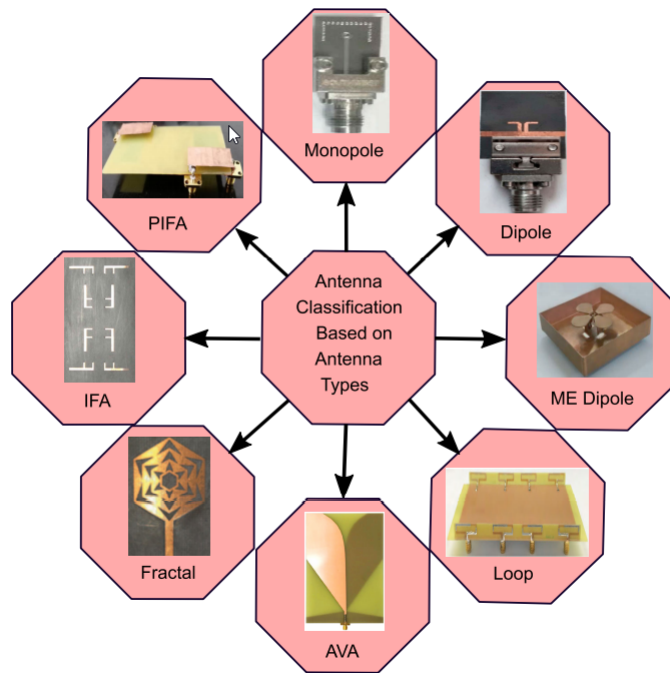 Monopole
PIFA
Dipole
Antenna
Classification
Based on
Antenna
Types
IFA
ME Dipole
Fractal
Loop
AVA